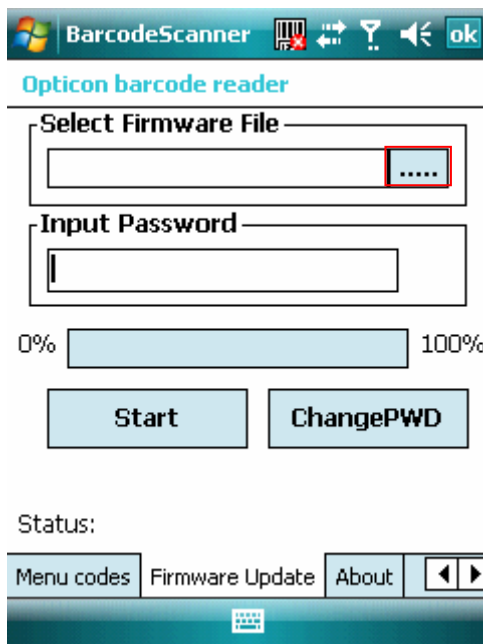 BarcodeScanner ok
Opticon barcode reader
Select Firmware File
.....
Input Password
0% 100%
Start ChangePWD
Status:
Menu codes Firmware Update About